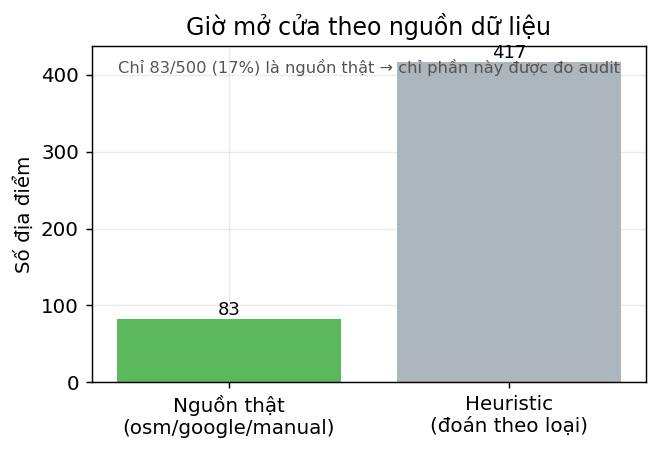 Giờ mở cửa theo nguồn dữ liệu
417
Chỉ 83/500 (17%) là nguồn thật → chỉ phần này được đo audit
400
300
200
100
0
Số địa điểm
83
Nguồn thật
(osm/google/manual)
Heuristic
(đoán theo loại)